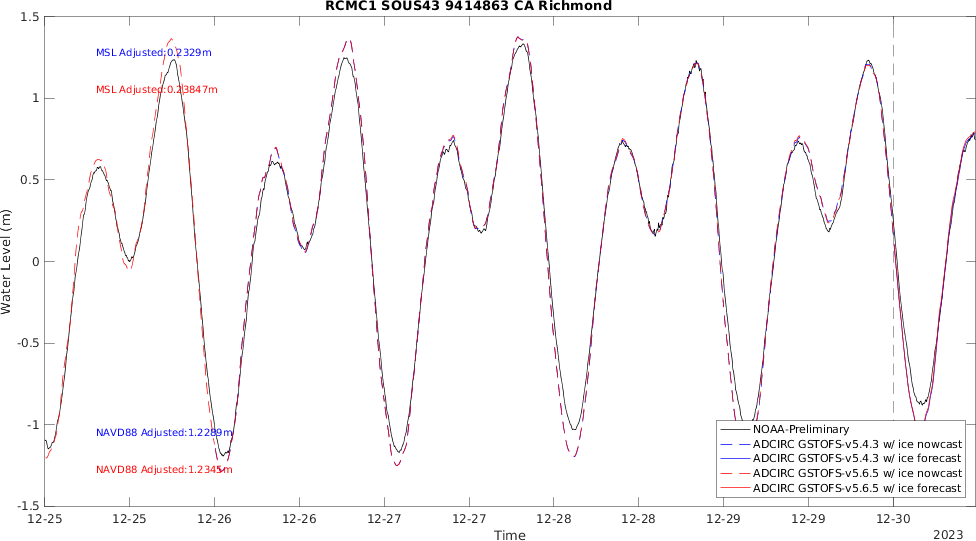 RCMC1 SOUS43 9414863 CA Richmond
Water Level (m)
1.5
1
0.5
0
-0.5
-1
-1.5
MSL Adjusted:0.2329m
MSL Adjusted:0.23847m
NAVD88 Adjusted:1.2289m
NAVD88 Adjusted:1.2345m
NOAA-Preliminary
ADCIRC GSTOFS-v5.4.3 w/ ice nowcast
ADCIRC GSTOFS-v5.4.3 w/ ice forecast
ADCIRC GSTOFS-v5.6.5 w/ ice nowcast
ADCIRC GSTOFS-v5.6.5 w/ ice forecast
12-25 12-25 12-26 12-26 12-27 12-27 12-28 12-28 12-29 12-29 12-30
Time
2023